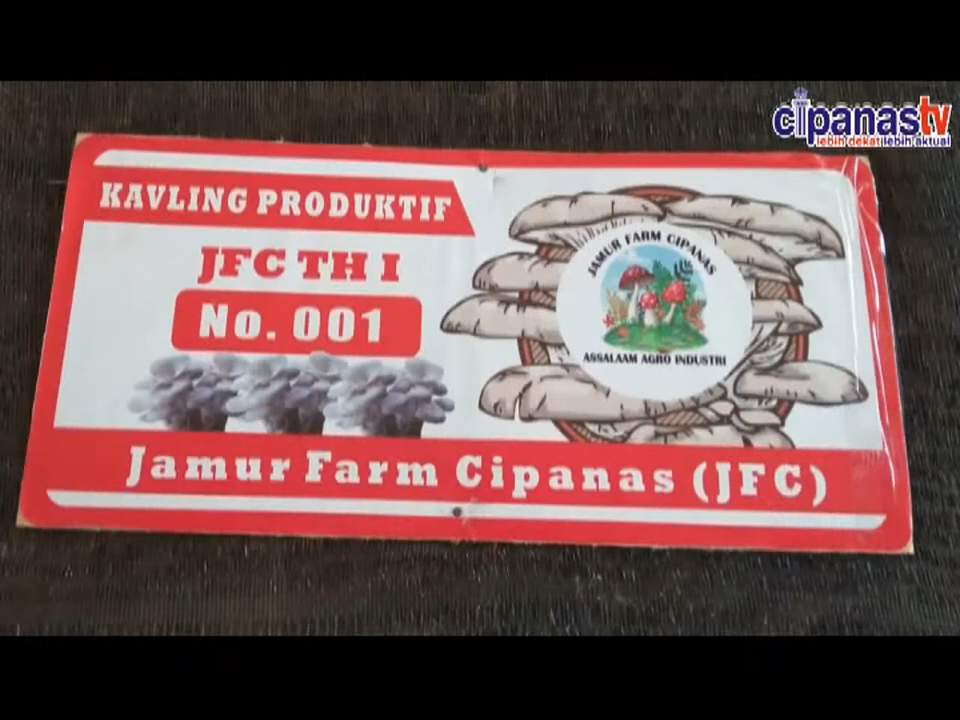 cipanastv
lebih dekat lebih aktual
KAVLING PRODUKTIF
JFC TH I
No. 001
JAMUR FARM CIPANAS
ASSALAAM AGRO INDUSTRI
Jamur Farm Cipanas (JFC)